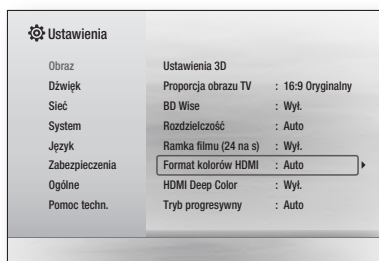 Ustawienia
Obraz
Dźwięk
Sieć
System
Język
Zabezpieczenia
Ogólne
Pomoc techn.
Ustawienia 3D
Proporcja obrazu TV : 16:9 Oryginalny
BD Wise : Wył.
Rozdzielczość : Auto
Ramka filmu (24 na s) : Wył.
Format kolorów HDMI : Auto
HDMI Deep Color : Wył.
Tryb progresywny : Auto